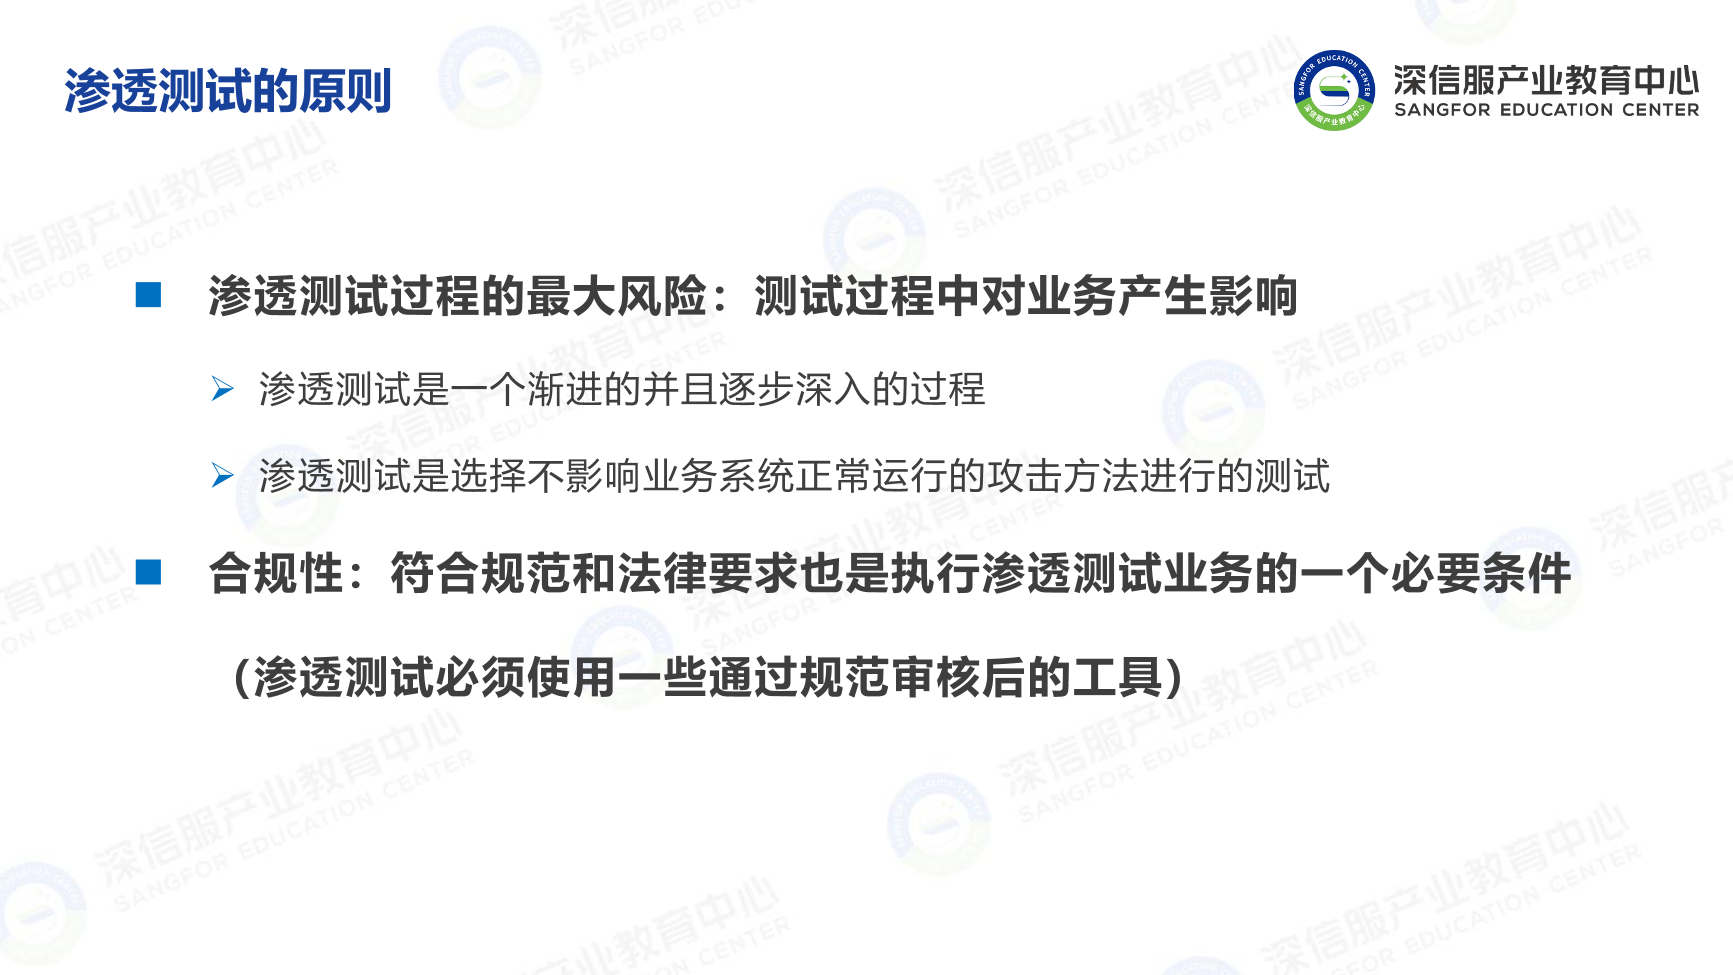 渗透测试的原则
深信服产业教育中心
SANGFOR EDUCATION CENTER
渗透测试过程的最大风险：测试过程中对业务产生影响
渗透测试是一个渐进的并且逐步深入的过程
渗透测试是选择不影响业务系统正常运行的攻击方法进行的测试
合规性：符合规范和法律要求也是执行渗透测试业务的一个必要条件
（渗透测试必须使用一些通过规范审核后的工具）